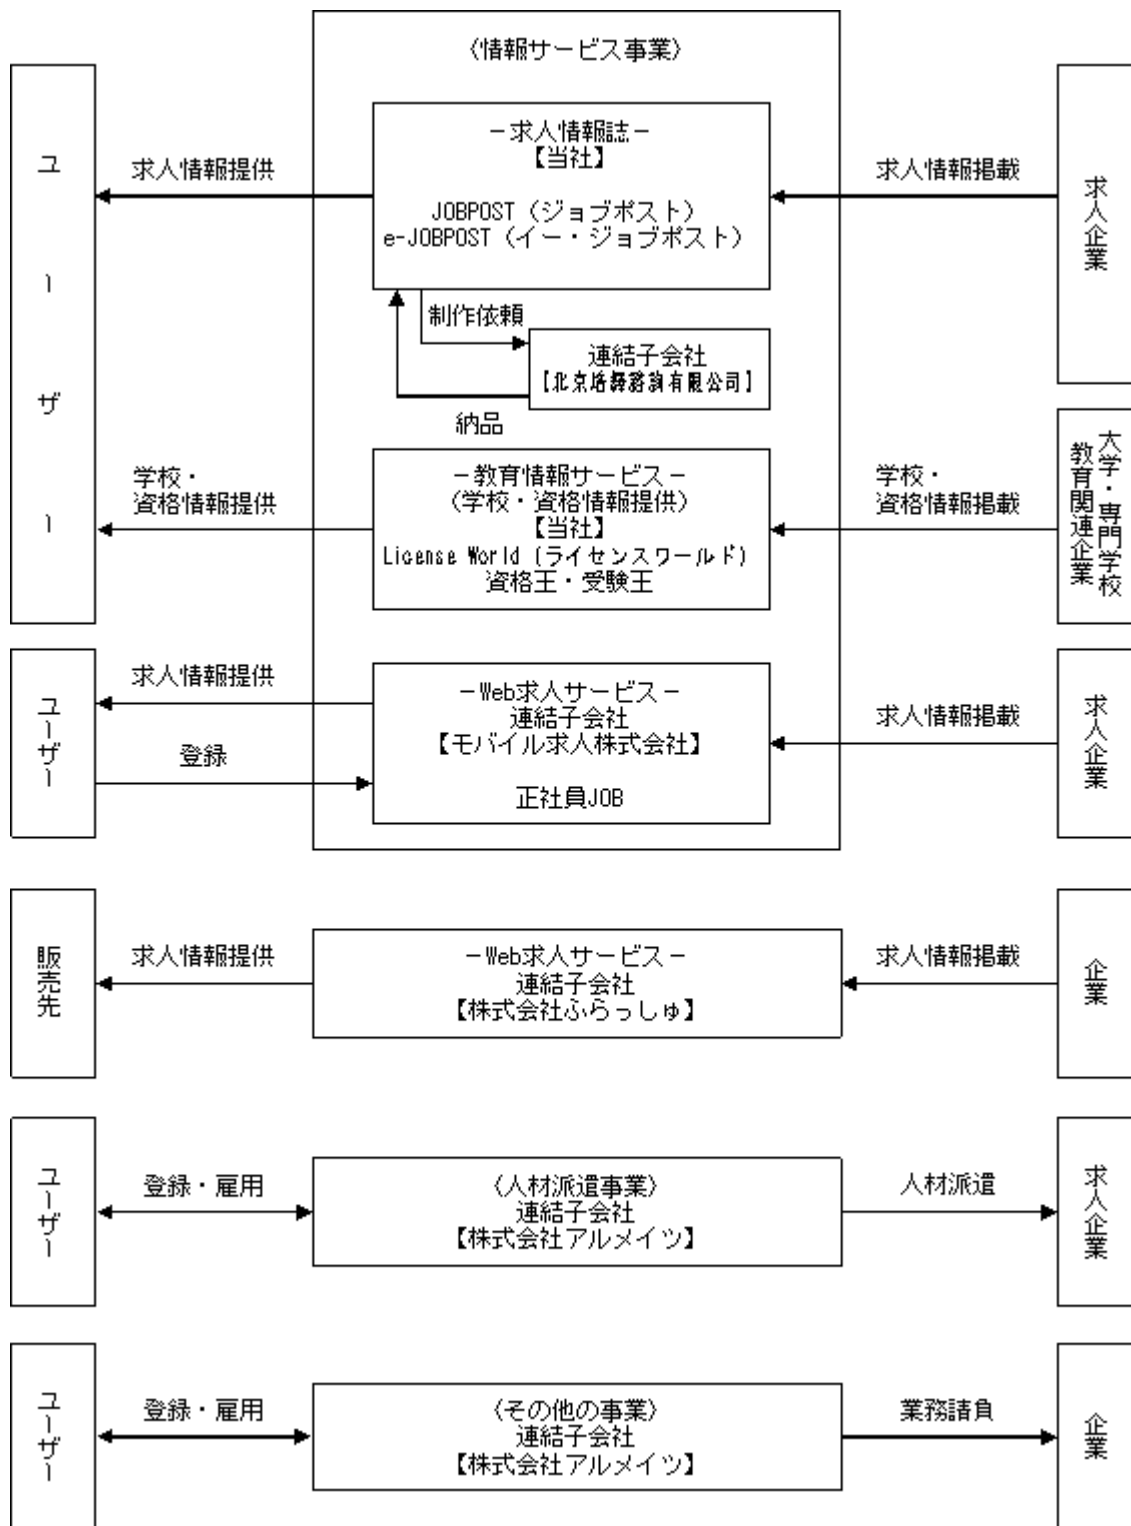 〈情報サービス事業〉
ユーザー
求人情報提供
－求人情報誌－
【当社】
JOBPOST（ジョブポスト）
e-JOBPOST（イー・ジョブポスト）
求人情報掲載
求人企業
制作依頼
連結子会社
納品
学校・
資格情報提供
－教育情報サービス－
（学校・資格情報提供）
【当社】
License World（ライセンスワールド）
資格王・受験王
学校・
資格情報掲載
大学・専門学校
教育関連企業
ユーザー
求人情報提供
登録
－Web求人サービス－
連結子会社
【モバイル求人株式会社】
正社員JOB
求人情報掲載
求人企業
販売先
求人情報提供
－Web求人サービス－
連結子会社
【株式会社ふらっしゅ】
求人情報掲載
企業
ユーザー
登録・雇用
〈人材派遣事業〉
連結子会社
【株式会社アルメイツ】
人材派遣
求人企業
ユーザー
登録・雇用
〈その他の事業〉
連結子会社
【株式会社アルメイツ】
業務請負
企業